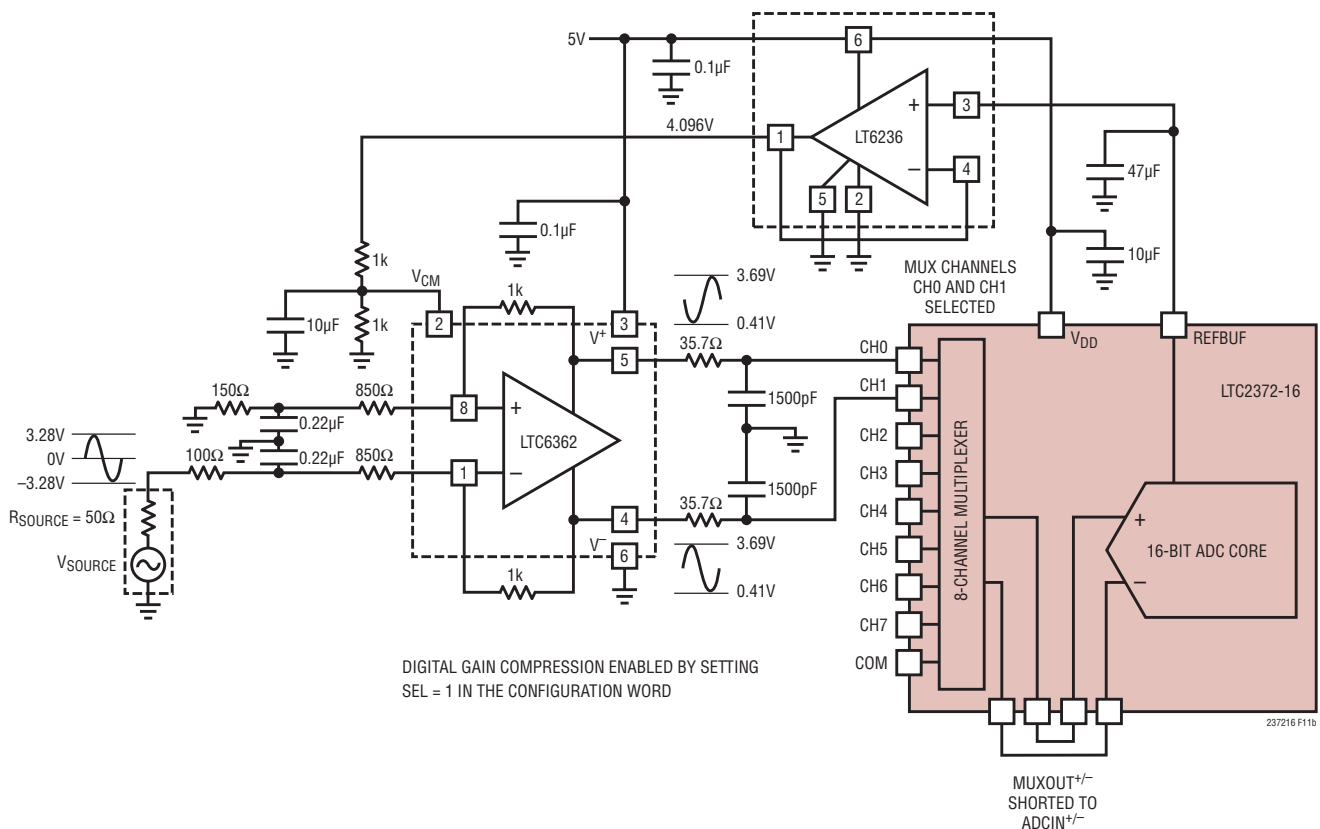 5V
6
0.1µF
+
3
LT6236
1
4.096V
–
4
5
2
47µF
10µF
0.1µF
1k
VCM
1k
10µF
1k
2
3
V+
5
3.69V
0.41V
MUX CHANNELS
CH0 AND CH1
SELECTED
VDD
REFBUF
LTC2372-16
35.7Ω
CH0
CH1
CH2
CH3
CH4
CH5
CH6
CH7
COM
8-CHANNEL MULTIPLEXER
1500pF
1500pF
150Ω
850Ω
8
+
0.22µF
LTC6362
0.22µF
3.28V
0V
–3.28V
100Ω
850Ω
1
–
RSOURCE = 50Ω
VSOURCE
4
V–
6
35.7Ω
3.69V
0.41V
1k
+
16-BIT ADC CORE
–
DIGITAL GAIN COMPRESSION ENABLED BY SETTING
SEL = 1 IN THE CONFIGURATION WORD
237216 F11b
MUXOUT+/–
SHORTED TO
ADCIN+/–